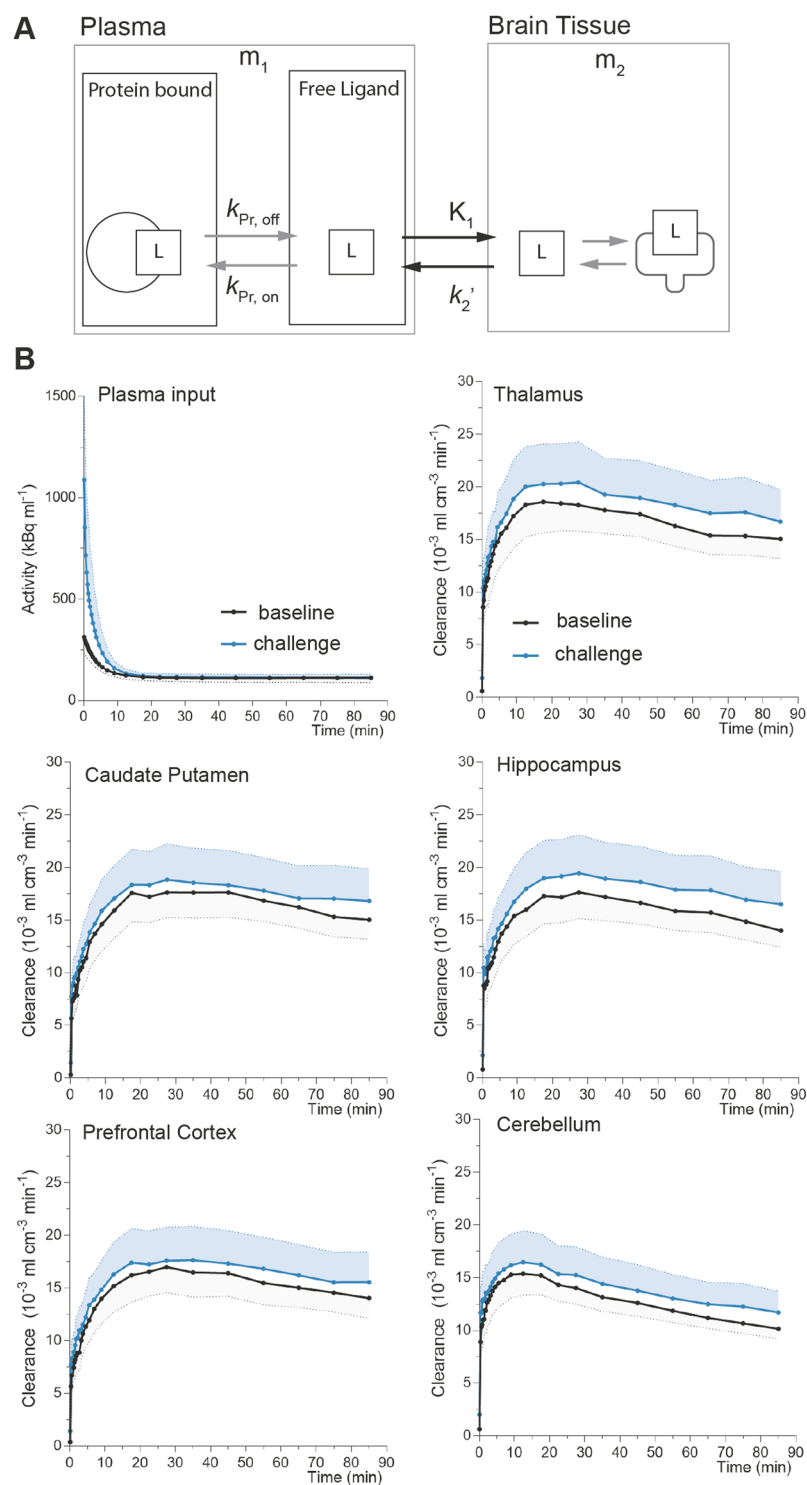 A
Plasma
Brain Tissue
m1
m2
Protein bound
Free Ligand
kPr, off
K1
L
L
L
L
kPr, on
k2’
B
Plasma input
1500
1000
500
0
Activity (kBq ml-1)
baseline
challenge
0 10 20 30 40 50 60 70 80 90
Time (min)
Thalamus
30
25
20
15
10
5
0
Clearance (10-3 ml cm-3 min-1)
baseline
challenge
0 10 20 30 40 50 60 70 80 90
Time (min)
Caudate Putamen
30
25
20
15
10
5
0
Clearance (10-3 ml cm-3 min-1)
0 10 20 30 40 50 60 70 80 90
Time (min)
Hippocampus
30
25
20
15
10
5
0
Clearance (10-3 ml cm-3 min-1)
0 10 20 30 40 50 60 70 80 90
Time (min)
Prefrontal Cortex
30
25
20
15
10
5
0
Clearance (10-3 ml cm-3 min-1)
0 10 20 30 40 50 60 70 80 90
Time (min)
Cerebellum
30
25
20
15
10
5
0
Clearance (10-3 ml cm-3 min-1)
0 10 20 30 40 50 60 70 80 90
Time (min)